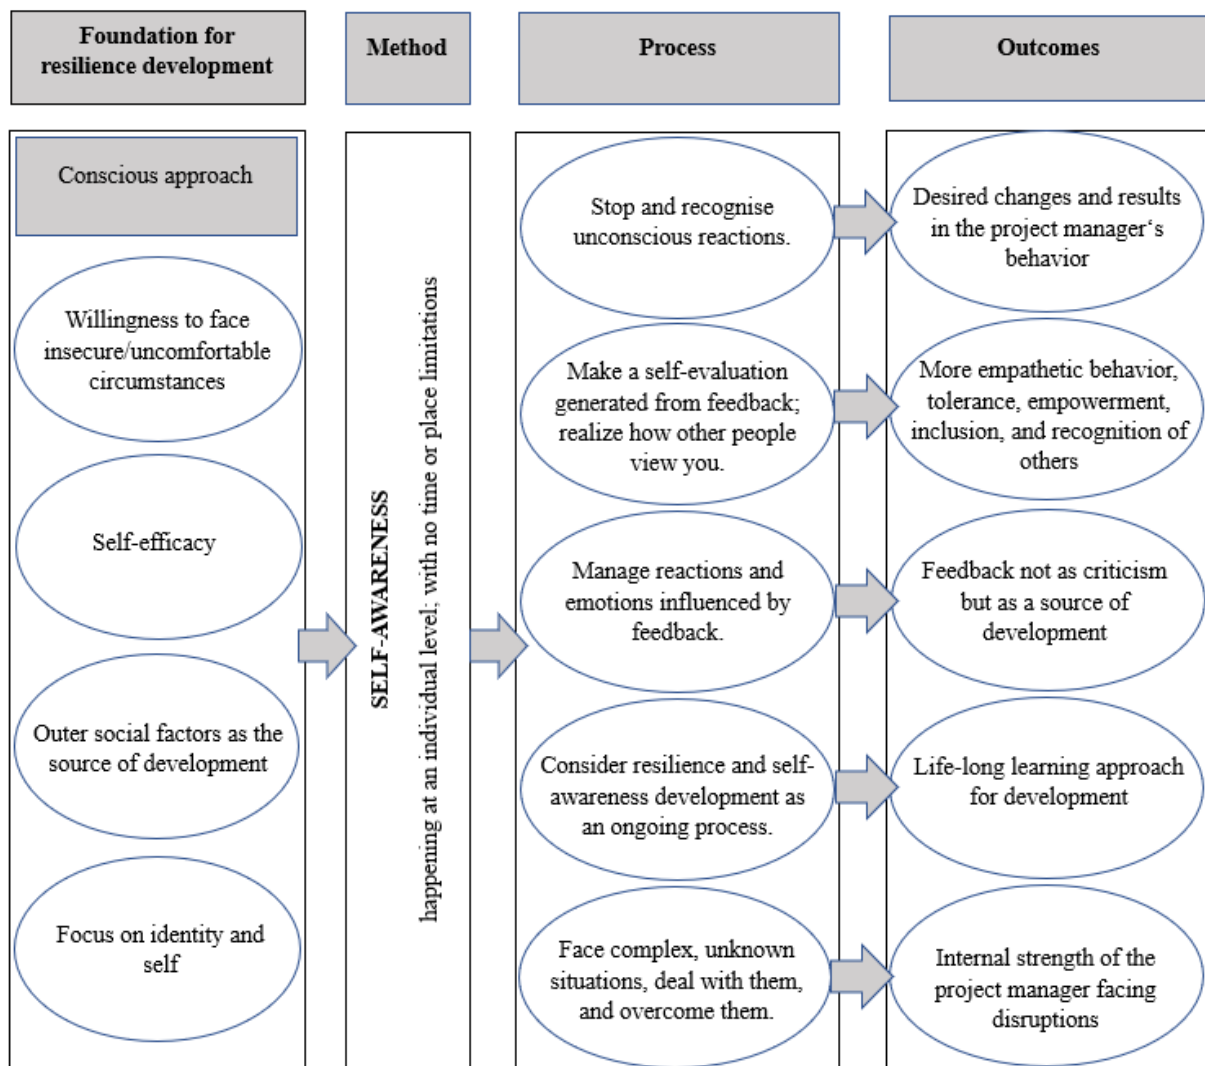 Foundation for
resilience development
Method
Process
Outcomes
Conscious approach
Willingness to face
insecure/uncomfortable
circumstances
Self-efficacy
Outer social factors as the
source of development
Focus on identity and
self
SELF-AWARENESS
happening at an individual level; with no time or place limitations
Stop and recognise
unconscious reactions.
Make a self-evaluation
generated from feedback;
realize how other people
view you.
Manage reactions and
emotions influenced by
feedback.
Consider resilience and self-
awareness development as
an ongoing process.
Face complex, unknown
situations, deal with them,
and overcome them.
Desired changes and results
in the project manager‘s
behavior
More empathetic behavior,
tolerance, empowerment,
inclusion, and recognition of
others
Feedback not as criticism
but as a source of
development
Life-long learning approach
for development
Internal strength of the
project manager facing
disruptions